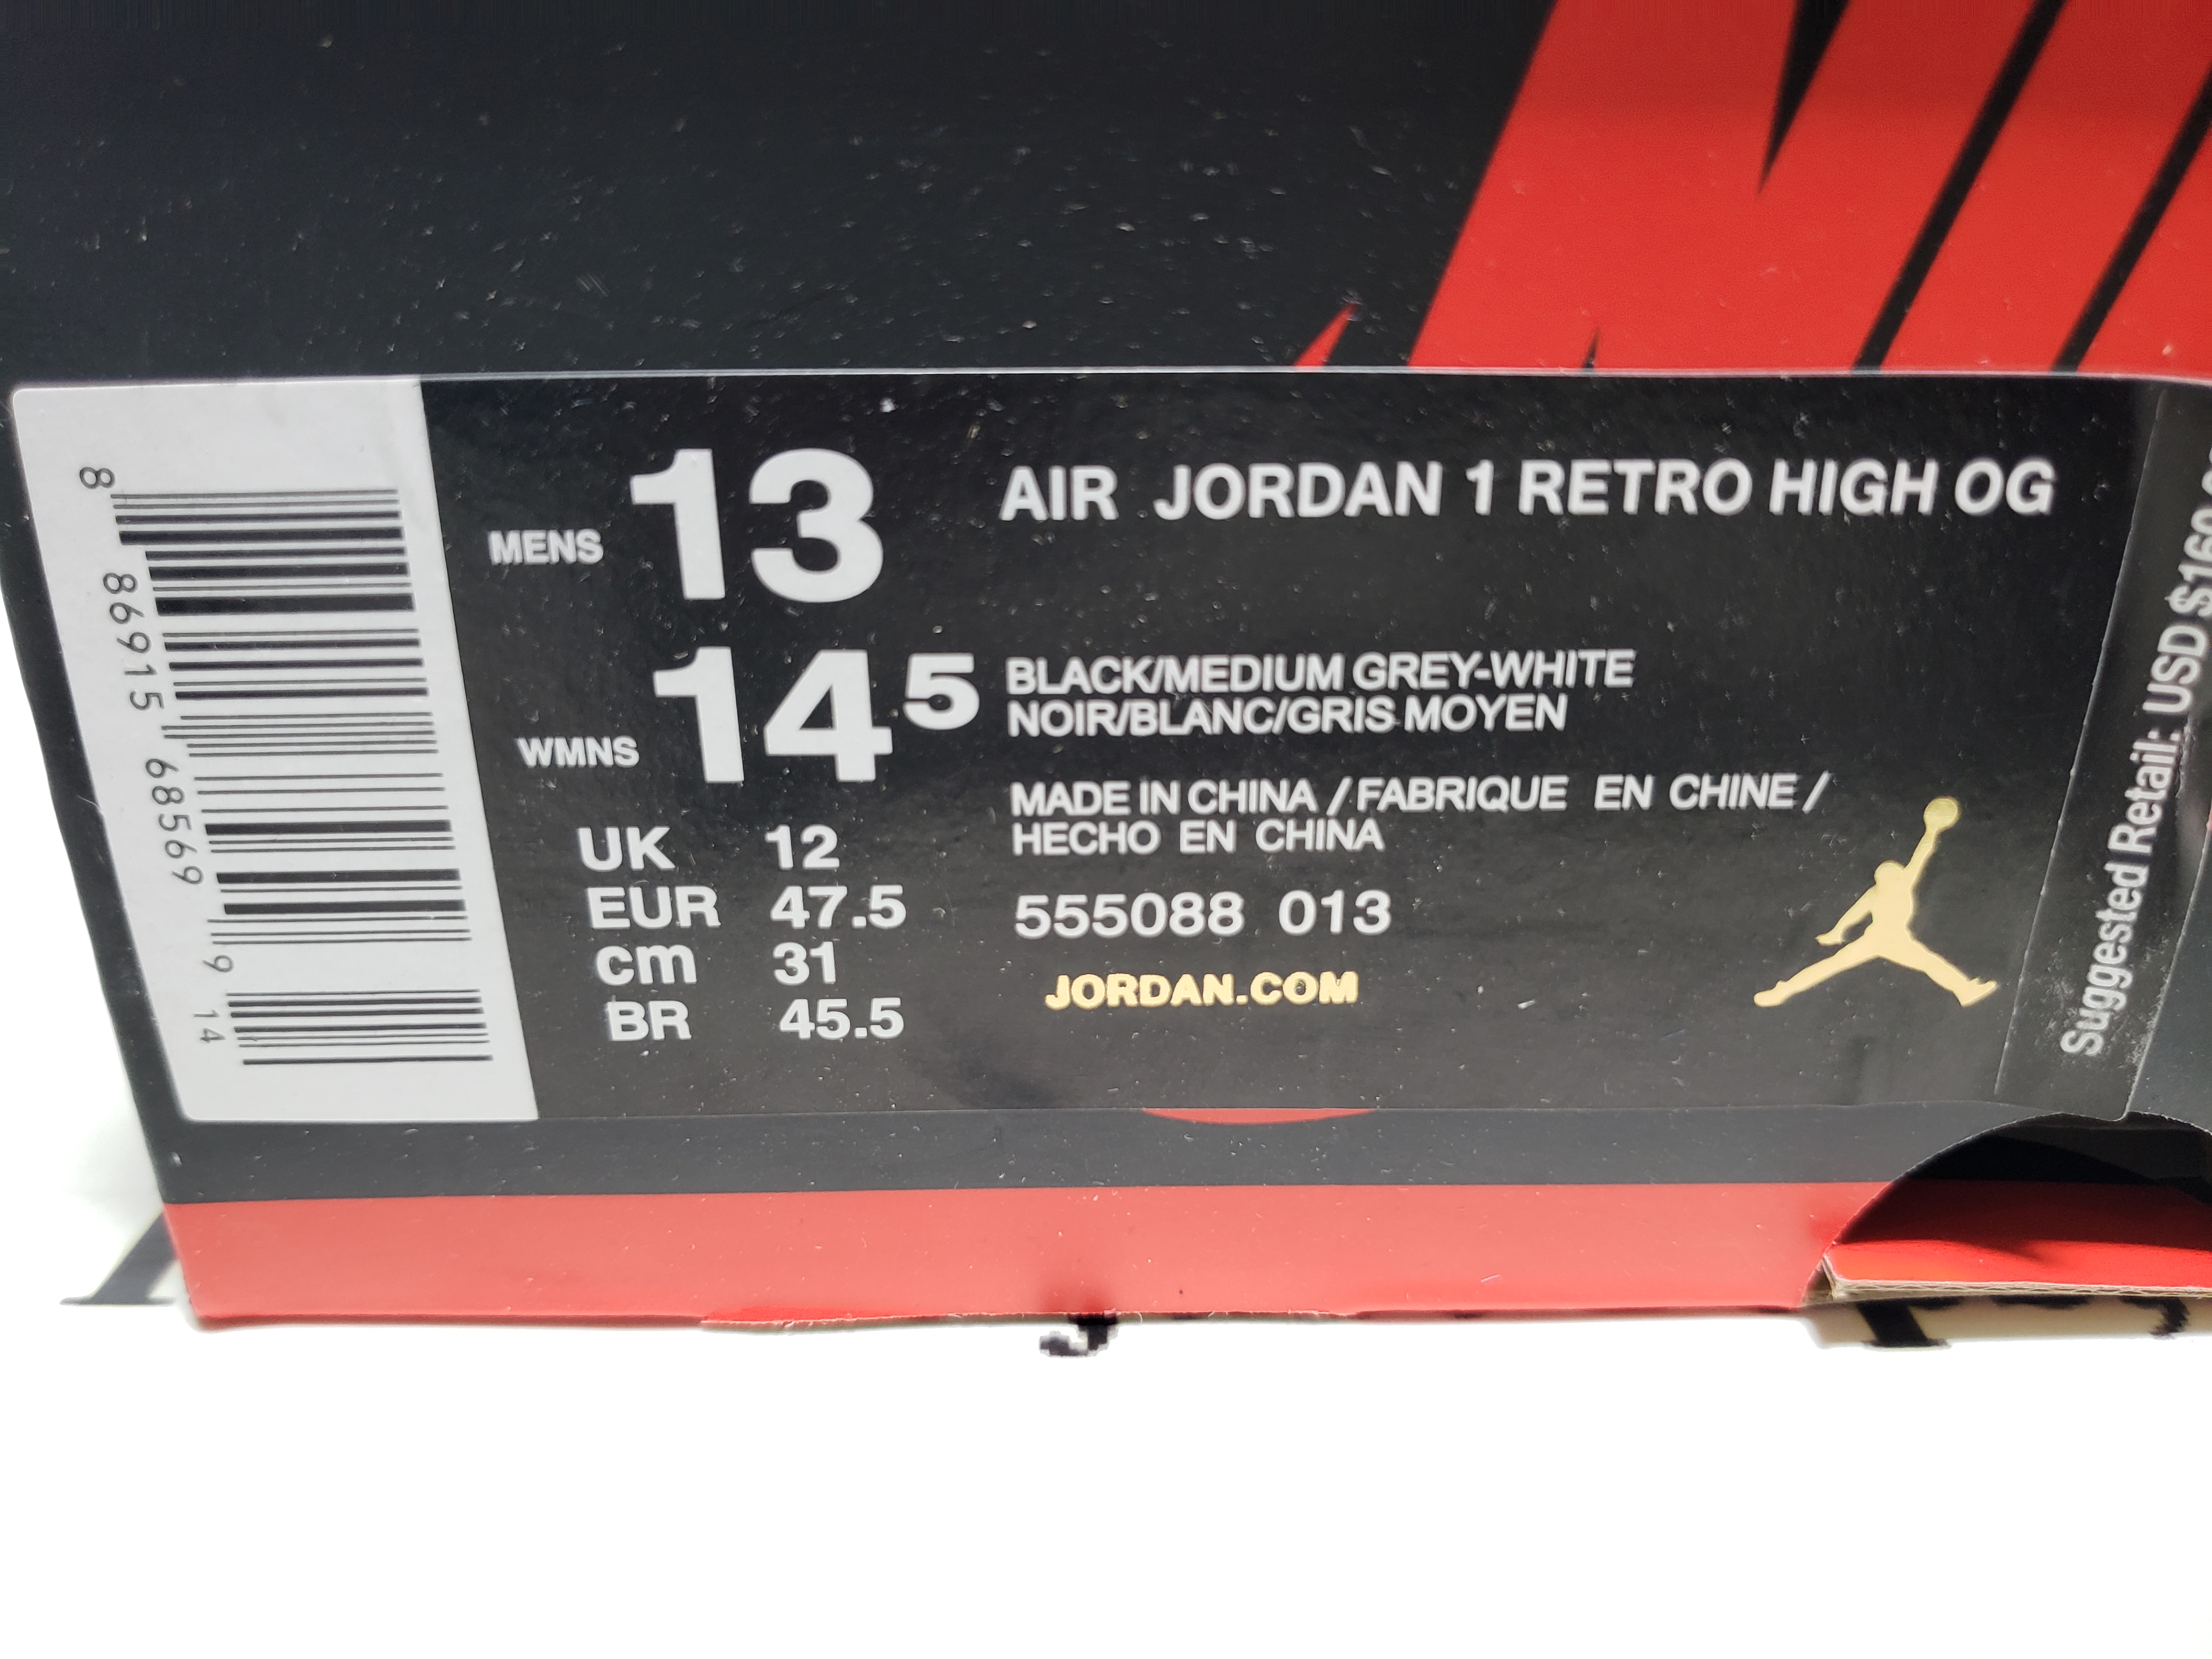 MENS 13
WMNS 14 5
UK 12
EUR 47.5
cm 31
BR 45.5
AIR JORDAN 1 RETRO HIGH OG
BLACK/MEDIUM GREY-WHITE
NOIR/BLANC/GRIS MOYEN
MADE IN CHINA / FABRIQUE EN CHINE /
HECHO EN CHINA
555088 013
JORDAN.COM
8 86915 68569 9 14
Suggested Retail: USD $160